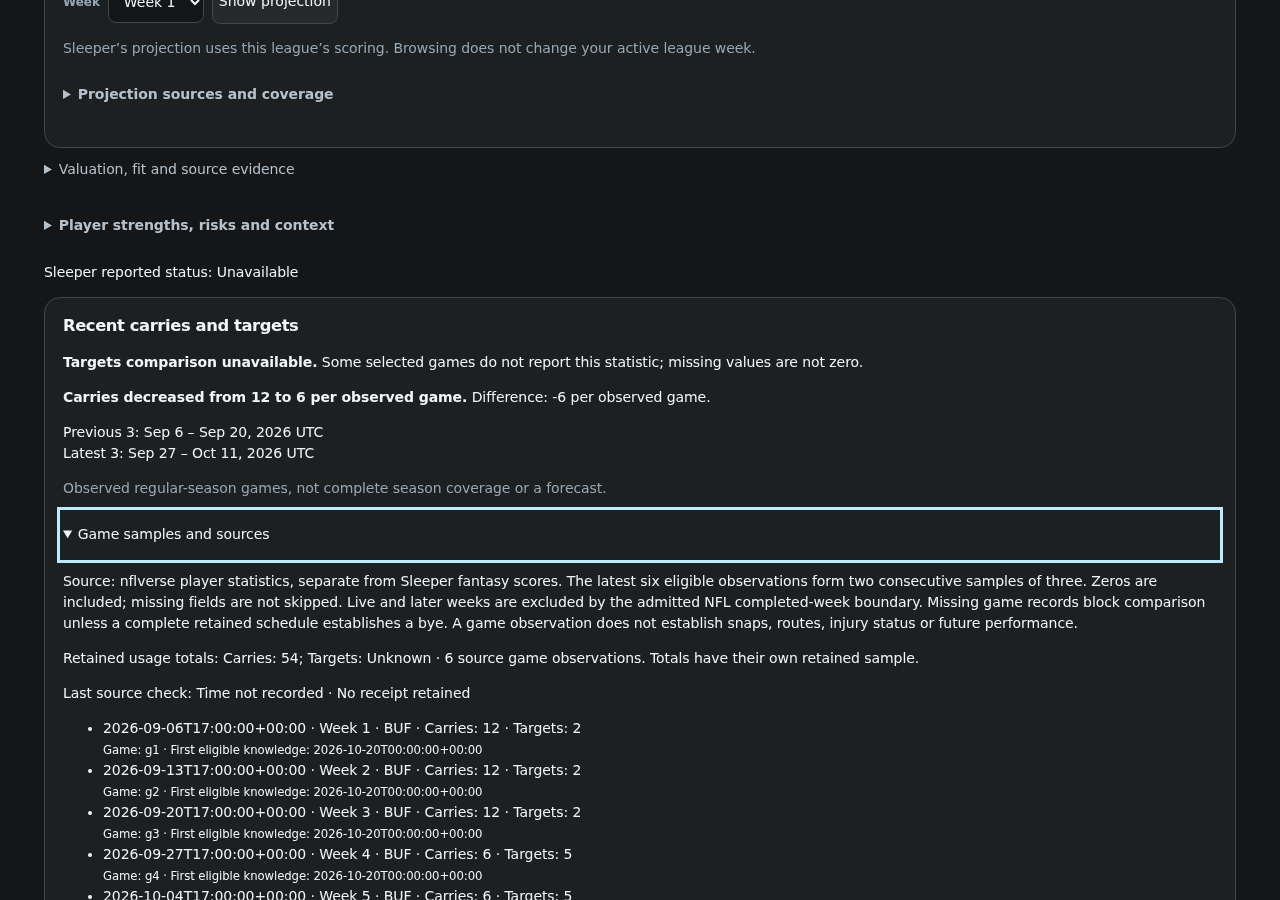 Week Week 1 Show projection
Sleeper’s projection uses this league’s scoring. Browsing does not change your active league week.
Projection sources and coverage
Valuation, fit and source evidence
Player strengths, risks and context
Sleeper reported status: Unavailable
Recent carries and targets
Targets comparison unavailable. Some selected games do not report this statistic; missing values are not zero.
Carries decreased from 12 to 6 per observed game. Difference: -6 per observed game.
Previous 3: Sep 6 – Sep 20, 2026 UTC
Latest 3: Sep 27 – Oct 11, 2026 UTC
Observed regular-season games, not complete season coverage or a forecast.
Game samples and sources
Source: nflverse player statistics, separate from Sleeper fantasy scores. The latest six eligible observations form two consecutive samples of three. Zeros are
included; missing fields are not skipped. Live and later weeks are excluded by the admitted NFL completed-week boundary. Missing game records block comparison
unless a complete retained schedule establishes a bye. A game observation does not establish snaps, routes, injury status or future performance.
Retained usage totals: Carries: 54; Targets: Unknown · 6 source game observations. Totals have their own retained sample.
Last source check: Time not recorded · No receipt retained
• 2026-09-06T17:00:00+00:00 · Week 1 · BUF · Carries: 12 · Targets: 2
Game: g1 · First eligible knowledge: 2026-10-20T00:00:00+00:00
• 2026-09-13T17:00:00+00:00 · Week 2 · BUF · Carries: 12 · Targets: 2
Game: g2 · First eligible knowledge: 2026-10-20T00:00:00+00:00
• 2026-09-20T17:00:00+00:00 · Week 3 · BUF · Carries: 12 · Targets: 2
Game: g3 · First eligible knowledge: 2026-10-20T00:00:00+00:00
• 2026-09-27T17:00:00+00:00 · Week 4 · BUF · Carries: 6 · Targets: 5
Game: g4 · First eligible knowledge: 2026-10-20T00:00:00+00:00
• 2026-10-04T17:00:00+00:00 · Week 5 · BUF · Carries: 6 · Targets: 5